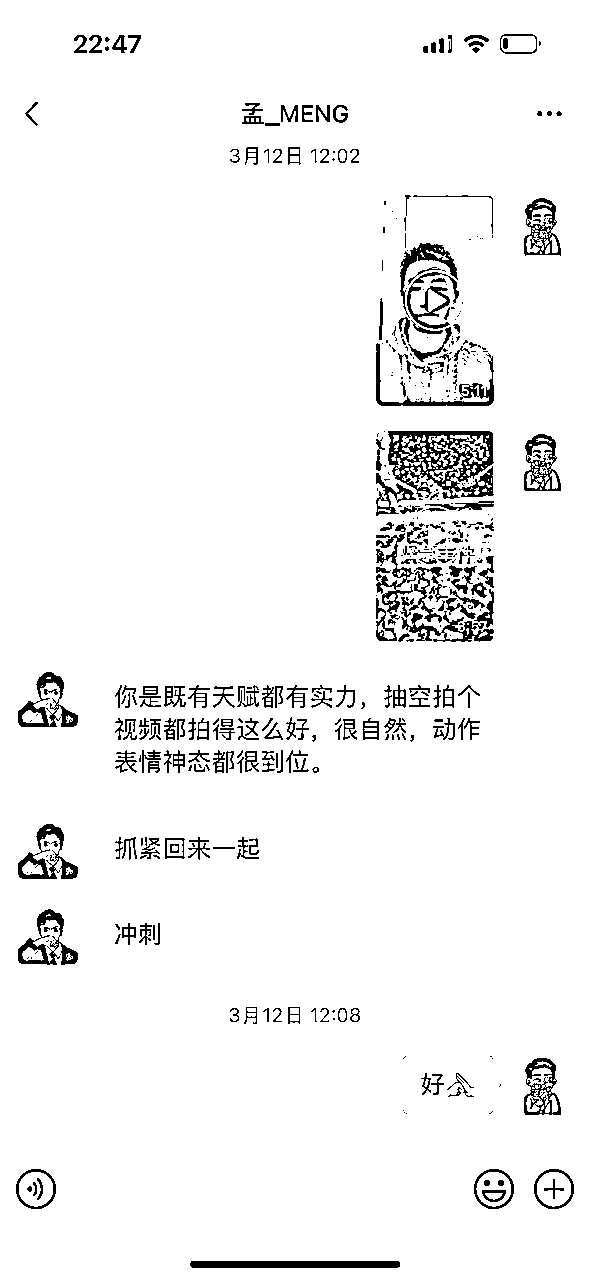 22:47
孟_MENG
3月12日 12:02
你是既有天赋都有实力，抽空拍个
视频都拍得这么好，很自然，动作
表情神态都很到位。
抓紧回来一起
冲刺
3月12日 12:08
好🙏